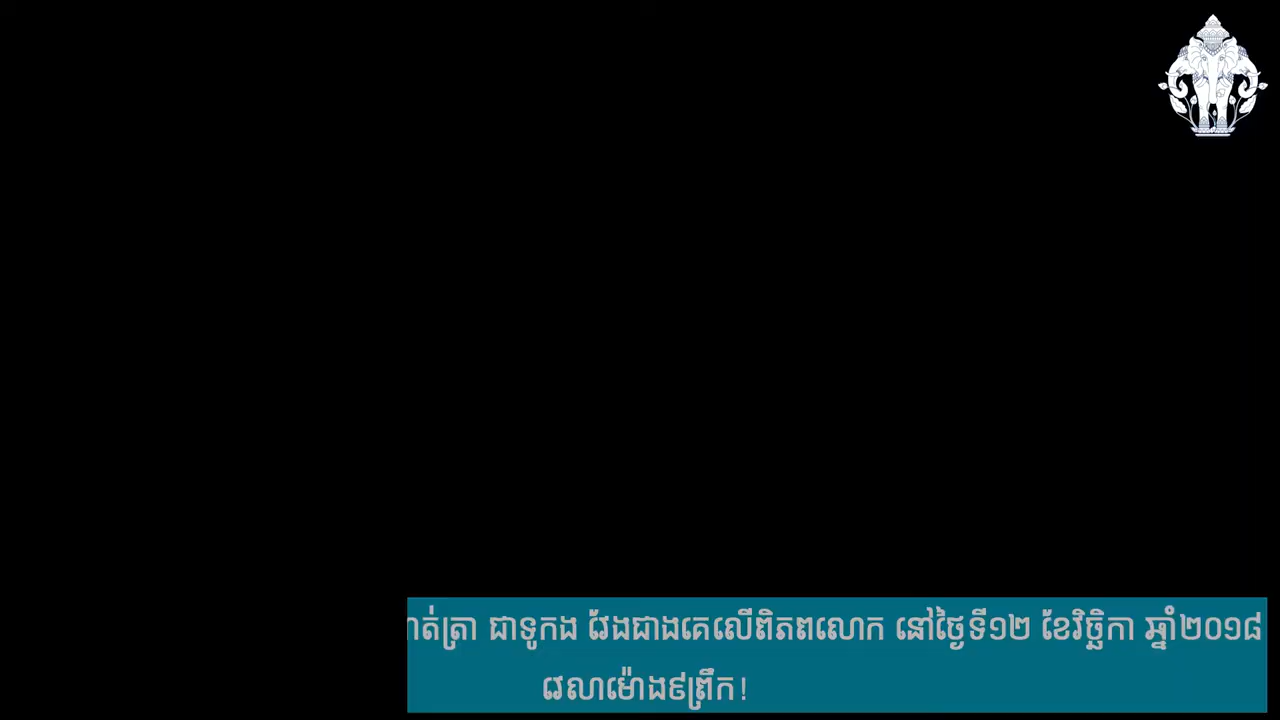 ជាទូកង វែងជាងគេលើពិភពលោក នៅថ្ងៃទី១២ ខែវិច្ឆិកា ឆ្នាំ២០១៨
វេលាម៉ោង៩ព្រឹក!